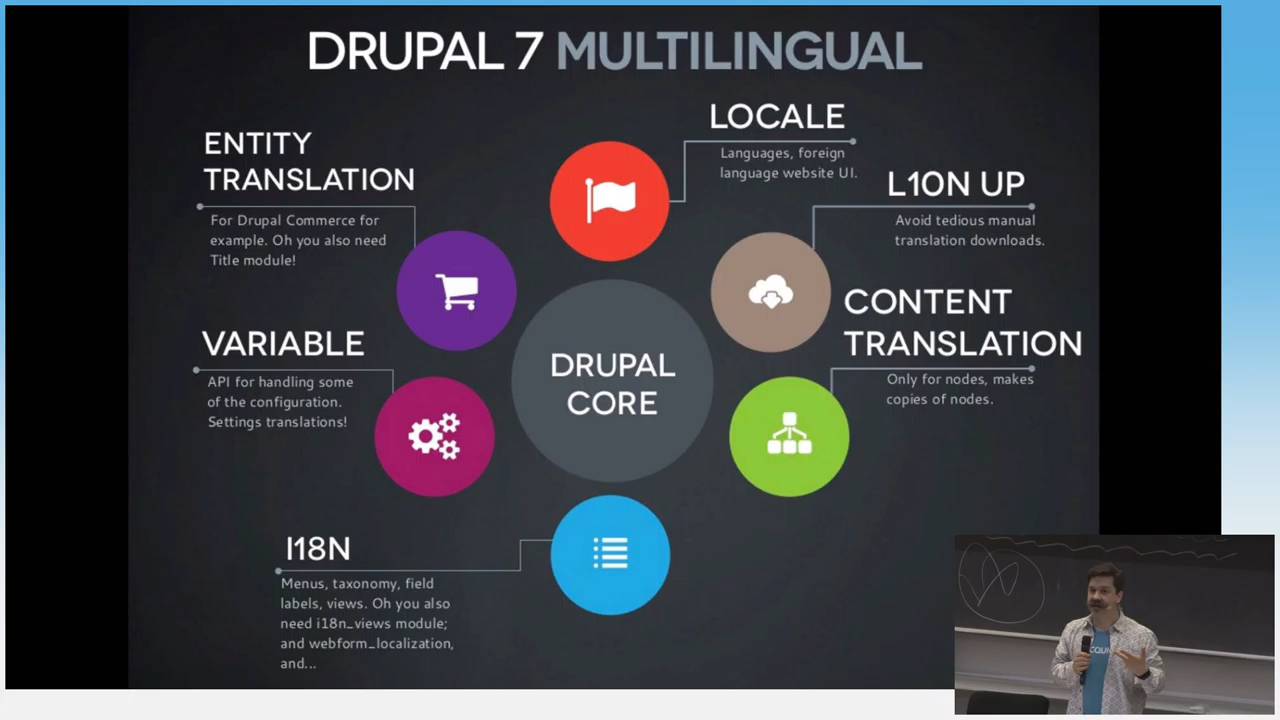 DRUPAL 7 MULTILINGUAL
ENTITY
TRANSLATION
For Drupal Commerce for
example. Oh you also need
Title module!
LOCALE
Languages, foreign
language website UI.
L10N UP
Avoid tedious manual
translation downloads.
CONTENT
TRANSLATION
Only for nodes, makes
copies of nodes.
VARIABLE
API for handling some
of the configuration.
Settings translations!
DRUPAL
CORE
I18N
Menus, taxonomy, field
labels, views. Oh you also
need i18n_views module;
and webform_localization,
and...